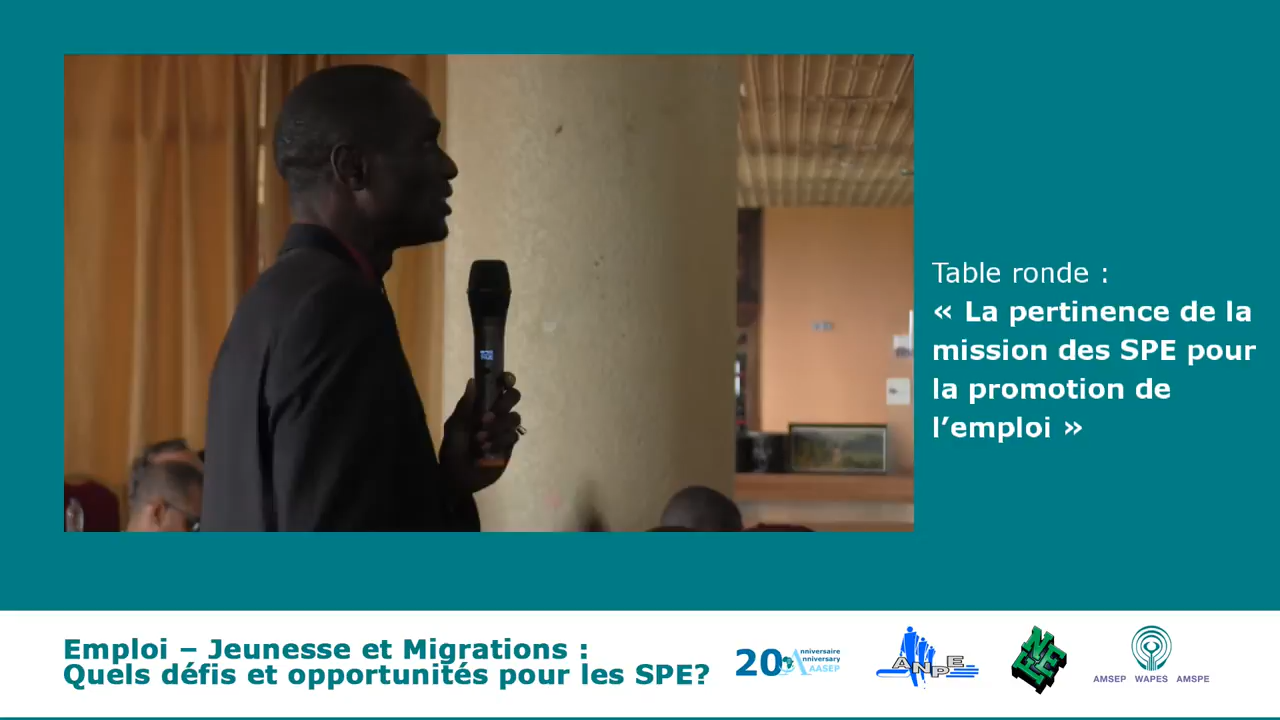 Table ronde :
« La pertinence de la
mission des SPE pour
la promotion de
l’emploi »
Emploi – Jeunesse et Migrations :
Quels défis et opportunités pour les SPE?
20 Anniversaire
Anniversary
AASEP
ANPE
NEF
AMSEP WAPES AMSPE